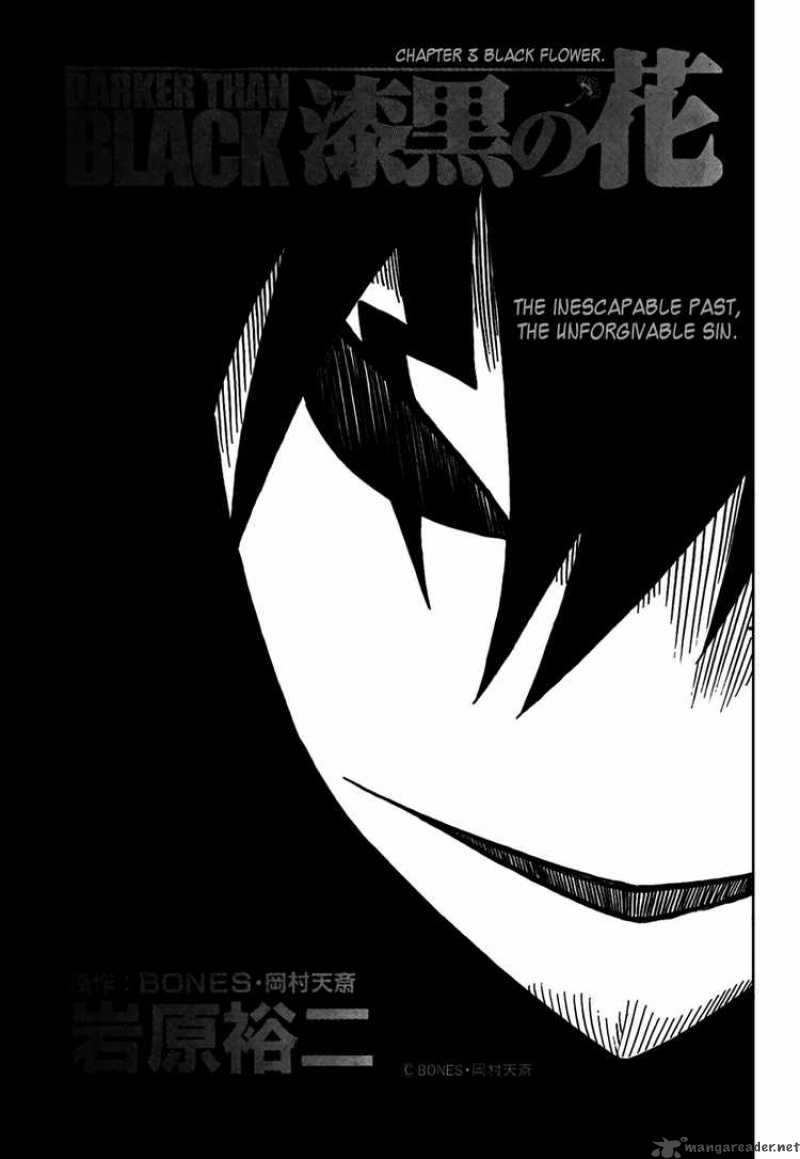 CHAPTER 3 BLACK FLOWER.
DARKER THAN
BLACK 漆黒の花
THE INESCAPABLE PAST,
THE UNFORGIVABLE SIN.
原作:BONES・岡村天斎
岩原裕二
© BONES・岡村天斎
mangareader.net